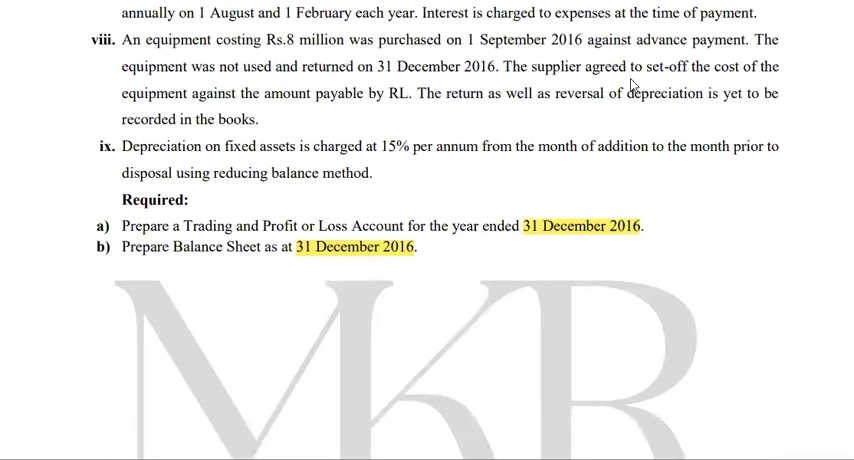 annually on 1 August and 1 February each year. Interest is charged to expenses at the time of payment.
viii. An equipment costing Rs.8 million was purchased on 1 September 2016 against advance payment. The
equipment was not used and returned on 31 December 2016. The supplier agreed to set-off the cost of the
equipment against the amount payable by RL. The return as well as reversal of depreciation is yet to be
recorded in the books.
ix. Depreciation on fixed assets is charged at 15% per annum from the month of addition to the month prior to
disposal using reducing balance method.
Required:
a) Prepare a Trading and Profit or Loss Account for the year ended 31 December 2016.
b) Prepare Balance Sheet as at 31 December 2016.
MKR